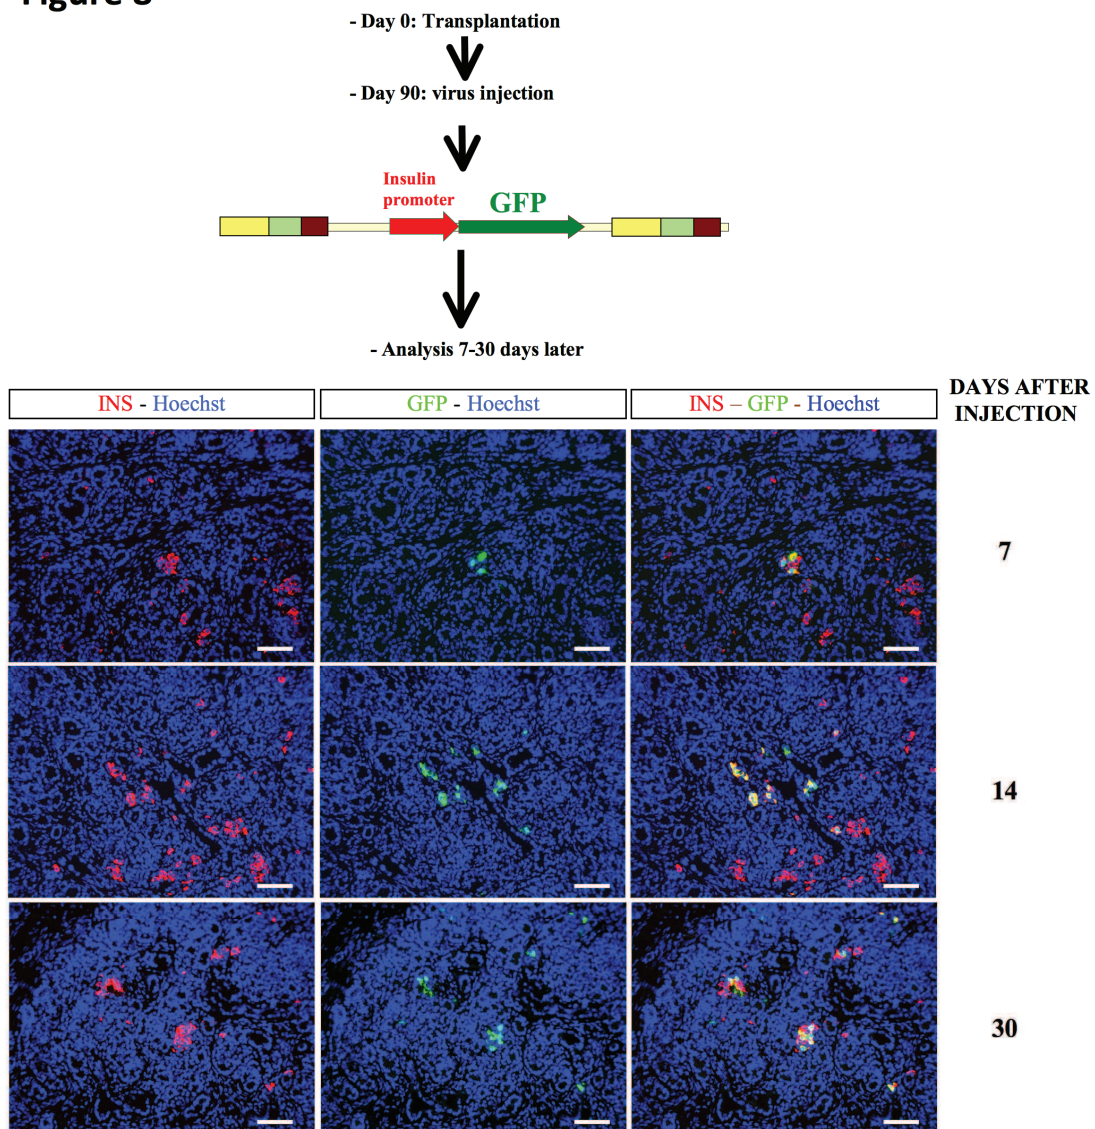 - Day 0: Transplantation
- Day 90: virus injection
Insulin
promoter
GFP
- Analysis 7-30 days later
INS - Hoechst
GFP - Hoechst
INS – GFP - Hoechst
DAYS AFTER
INJECTION
7
14
30